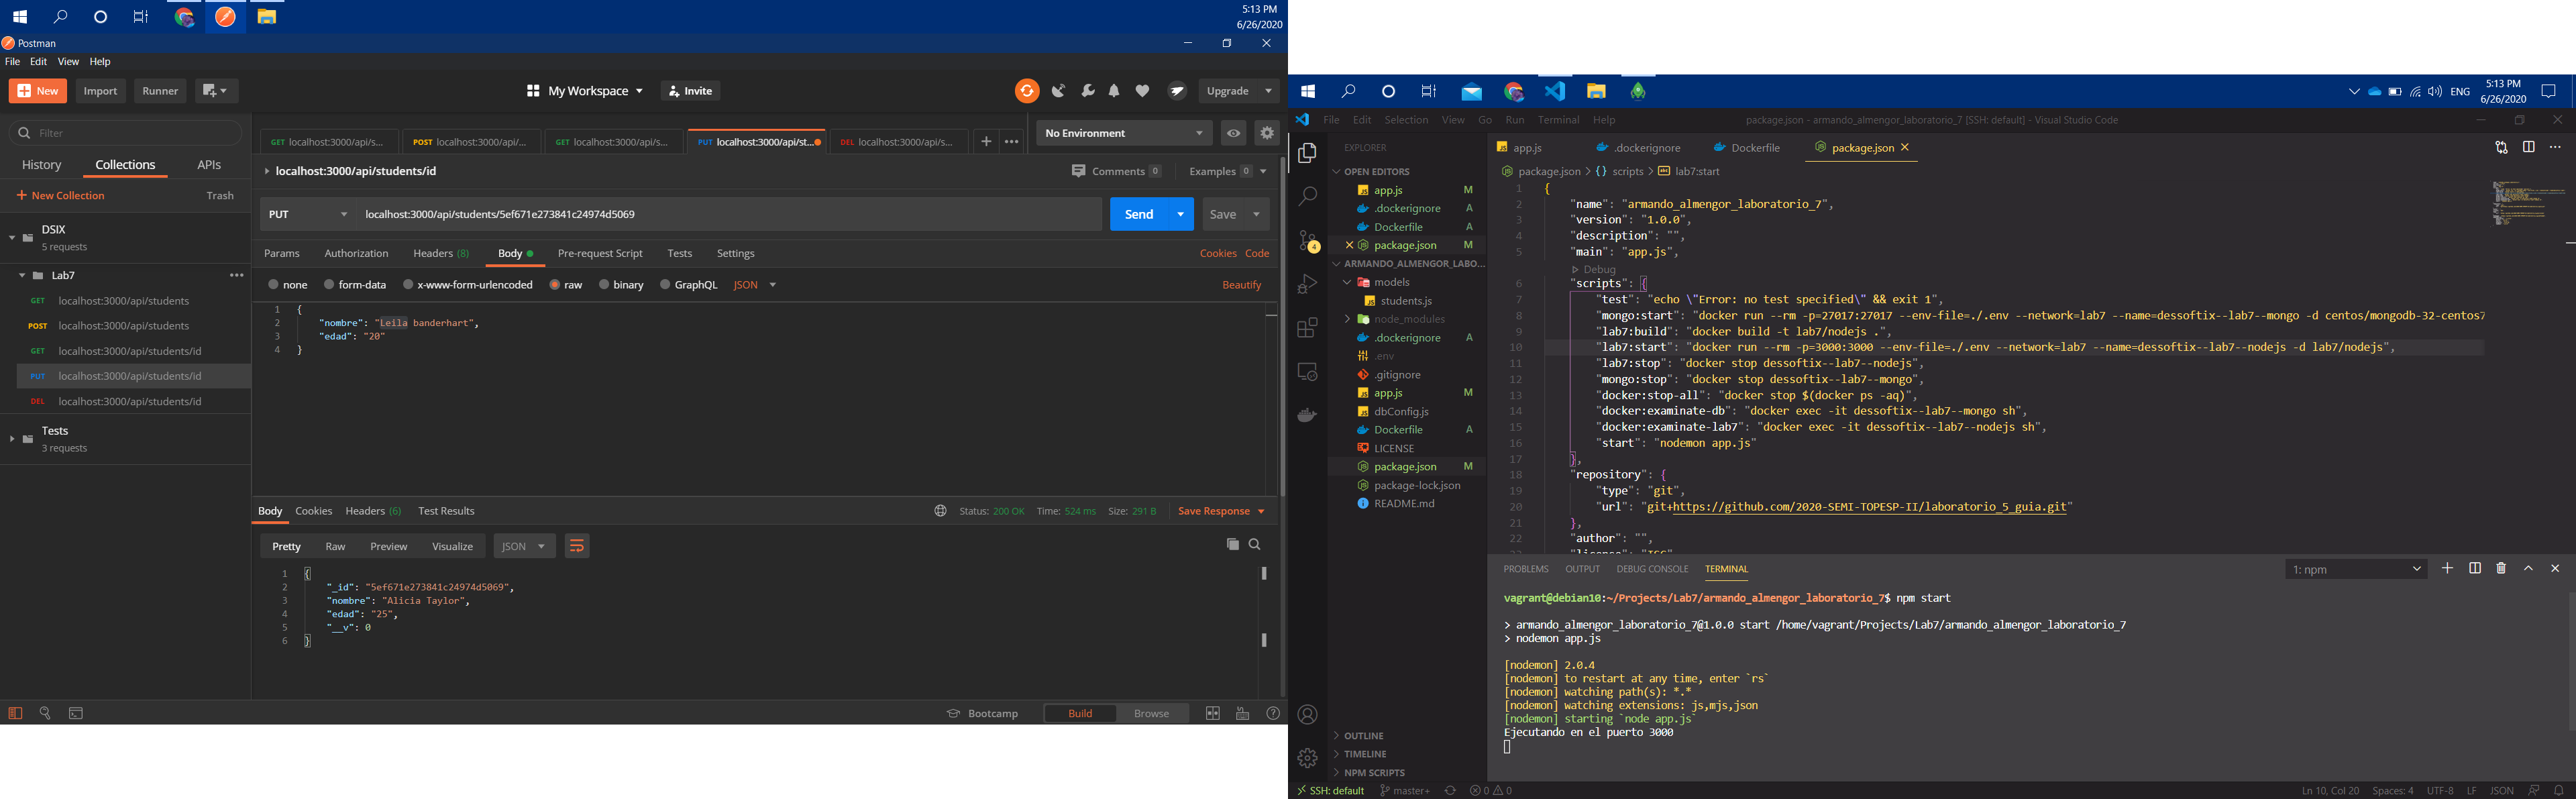 5:13 PM
6/26/2020
Postman
File Edit View Help
New Import Runner My Workspace Invite Upgrade
Filter
History Collections APIs
New Collection Trash
DSIX
5 requests
Lab7
GET localhost:3000/api/students
POST localhost:3000/api/students
GET localhost:3000/api/students/id
PUT localhost:3000/api/students/id
DEL localhost:3000/api/students/id
Tests
3 requests
GET localhost:3000/api/s... POST localhost:3000/api/... GET localhost:3000/api/s... PUT localhost:3000/api/st... DEL localhost:3000/api/s... No Environment
localhost:3000/api/students/id Comments 0 Examples 0
PUT localhost:3000/api/students/5ef671e273841c24974d5069 Send Save
Params Authorization Headers (8) Body Pre-request Script Tests Settings Cookies Code
none form-data x-www-form-urlencoded raw binary GraphQL JSON Beautify
1 {
2 "nombre": "Leila banderhart",
3 "edad": "20"
4 }
Body Cookies Headers (6) Test Results Status: 200 OK Time: 524 ms Size: 291 B Save Response
Pretty Raw Preview Visualize JSON
1 {
2 "_id": "5ef671e273841c24974d5069",
3 "nombre": "Alicia Taylor",
4 "edad": "25",
5 "__v": 0
6 }
Bootcamp Build Browse
ENG 5:13 PM
6/26/2020
File Edit Selection View Go Run Terminal Help package.json - armando_almengor_laboratorio_7 [SSH: default] - Visual Studio Code
EXPLORER
OPEN EDITORS
app.js M
.dockerignore A
Dockerfile A
package.json M
ARMANDO_ALMENGOR_LABO...
models
students.js
node_modules
.dockerignore A
.env
.gitignore
app.js M
dbConfig.js
Dockerfile A
LICENSE
package.json M
package-lock.json
README.md
OUTLINE
TIMELINE
NPM SCRIPTS
4
app.js .dockerignore Dockerfile package.json
package.json > {} scripts > lab7:start
1 {
2 "name": "armando_almengor_laboratorio_7",
3 "version": "1.0.0",
4 "description": "",
5 "main": "app.js",
Debug
6 "scripts": {
7 "test": "echo \"Error: no test specified\" && exit 1",
8 "mongo:start": "docker run --rm -p=27017:27017 --env-file=./.env --network=lab7 --name=dessoftix--lab7--mongo -d centos/mongodb-32-centos7
9 "lab7:build": "docker build -t lab7/nodejs .",
10 "lab7:start": "docker run --rm -p=3000:3000 --env-file=./.env --network=lab7 --name=dessoftix--lab7--nodejs -d lab7/nodejs",
11 "lab7:stop": "docker stop dessoftix--lab7--nodejs",
12 "mongo:stop": "docker stop dessoftix--lab7--mongo",
13 "docker:stop-all": "docker stop $(docker ps -aq)",
14 "docker:examinate-db": "docker exec -it dessoftix--lab7--mongo sh",
15 "docker:examinate-lab7": "docker exec -it dessoftix--lab7--nodejs sh",
16 "start": "nodemon app.js"
17 },
18 "repository": {
19 "type": "git",
20 "url": "git+https://github.com/2020-SEMI-TOPESP-II/laboratorio_5_guia.git"
21 },
22 "author": "",
PROBLEMS OUTPUT DEBUG CONSOLE TERMINAL 1: npm
vagrant@debian10:~/Projects/Lab7/armando_almengor_laboratorio_7$ npm start
> armando_almengor_laboratorio_7@1.0.0 start /home/vagrant/Projects/Lab7/armando_almengor_laboratorio_7
> nodemon app.js
[nodemon] 2.0.4
[nodemon] to restart at any time, enter `rs`
[nodemon] watching path(s): *.*
[nodemon] watching extensions: js,mjs,json
[nodemon] starting `node app.js`
Ejecutando en el puerto 3000
SSH: default master+ 0 0 Ln 10, Col 20 Spaces: 4 UTF-8 LF JSON